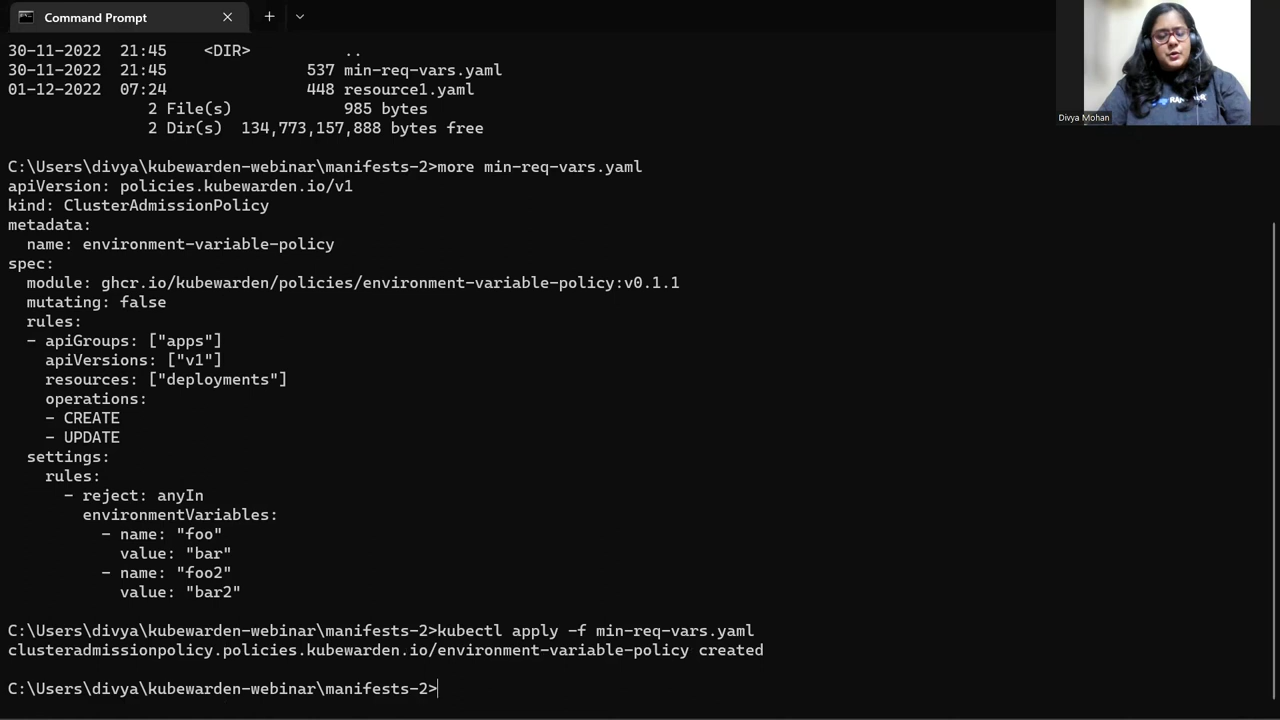 Command Prompt
30-11-2022 21:45 <DIR> ..
30-11-2022 21:45 537 min-req-vars.yaml
01-12-2022 07:24 448 resource1.yaml
2 File(s) 985 bytes
2 Dir(s) 134,773,157,888 bytes free
C:\Users\divya\kubewarden-webinar\manifests-2>more min-req-vars.yaml
apiVersion: policies.kubewarden.io/v1
kind: ClusterAdmissionPolicy
metadata:
  name: environment-variable-policy
spec:
  module: ghcr.io/kubewarden/policies/environment-variable-policy:v0.1.1
  mutating: false
  rules:
  - apiGroups: ["apps"]
    apiVersions: ["v1"]
    resources: ["deployments"]
    operations:
    - CREATE
    - UPDATE
  settings:
    rules:
      - reject: anyIn
        environmentVariables:
          - name: "foo"
            value: "bar"
          - name: "foo2"
            value: "bar2"
C:\Users\divya\kubewarden-webinar\manifests-2>kubectl apply -f min-req-vars.yaml
clusteradmissionpolicy.policies.kubewarden.io/environment-variable-policy created
C:\Users\divya\kubewarden-webinar\manifests-2>
Divya Mohan